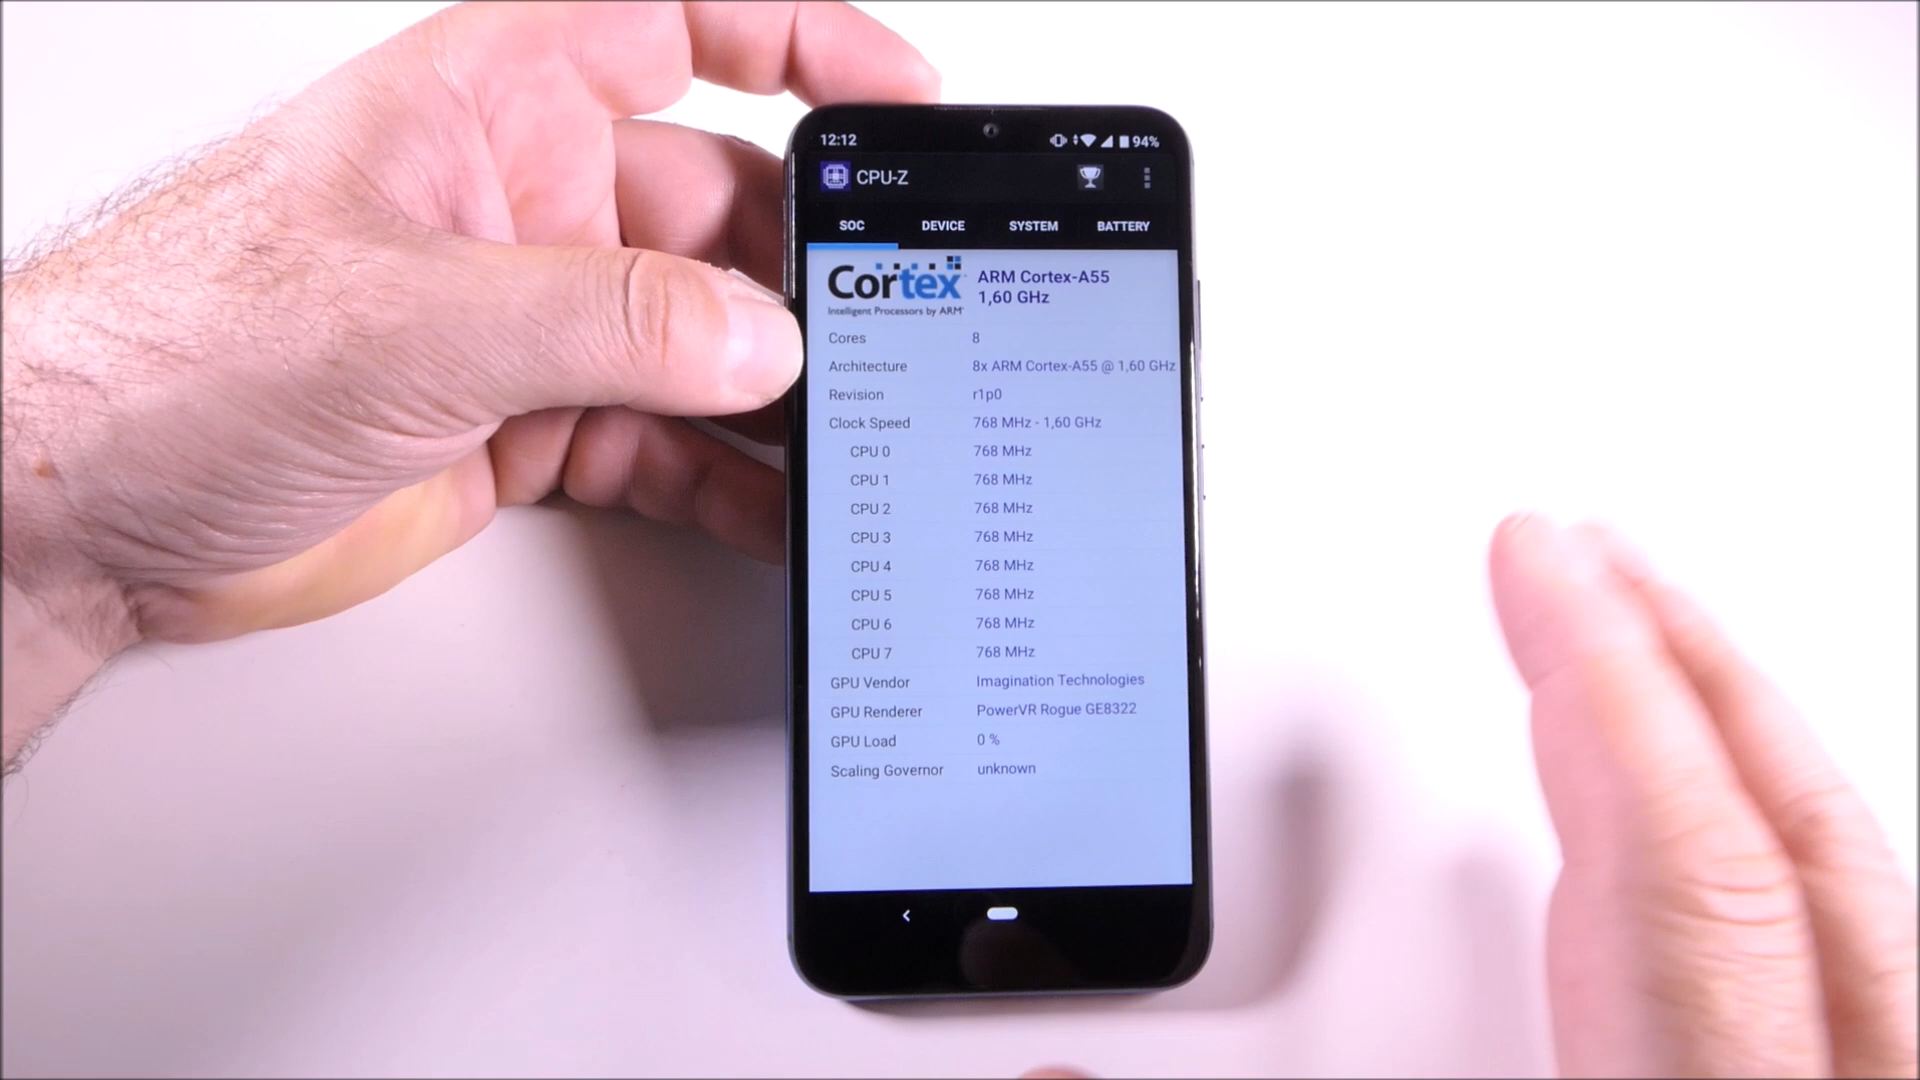 12:12
94%
CPU-Z
SOC DEVICE SYSTEM BATTERY
Cortex
Intelligent Processors by ARM
ARM Cortex-A55
1,60 GHz
Cores 8
Architecture 8x ARM Cortex-A55 @ 1,60 GHz
Revision r1p0
Clock Speed 768 MHz - 1,60 GHz
CPU 0 768 MHz
CPU 1 768 MHz
CPU 2 768 MHz
CPU 3 768 MHz
CPU 4 768 MHz
CPU 5 768 MHz
CPU 6 768 MHz
CPU 7 768 MHz
GPU Vendor Imagination Technologies
GPU Renderer PowerVR Rogue GE8322
GPU Load 0 %
Scaling Governor unknown